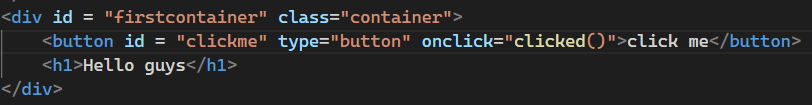 <div id = "firstcontainer" class="container">
<button id = "clickme" type="button" onclick="clicked()">click me</button>
<h1>Hello guys</h1>
</div>